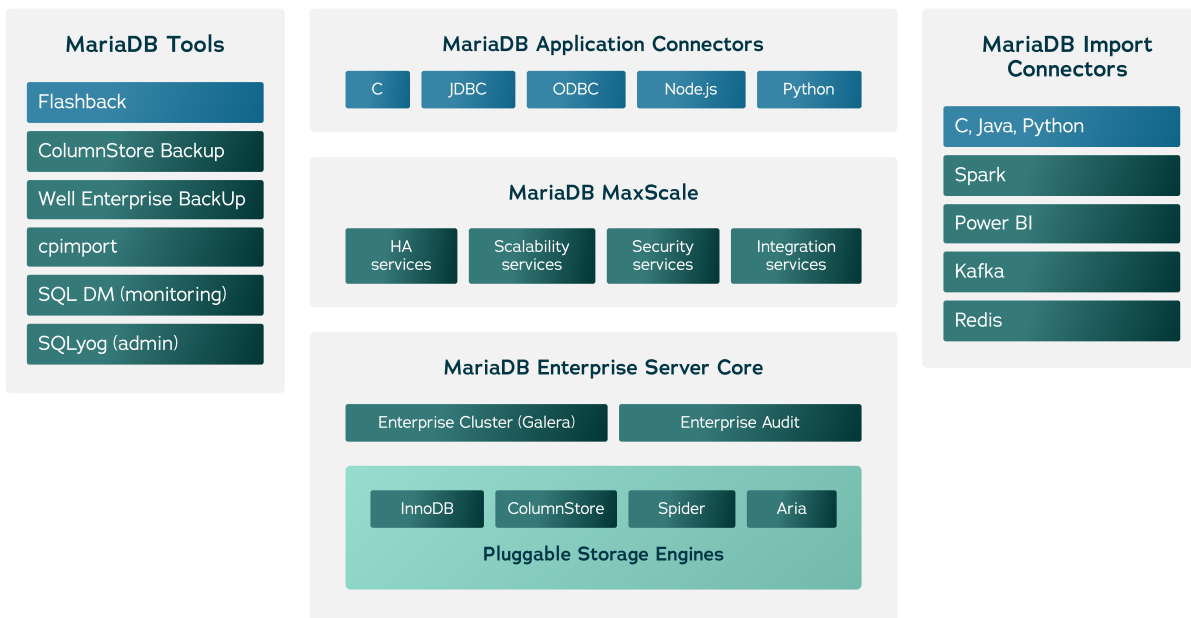 MariaDB Tools
Flashback
ColumnStore Backup
Well Enterprise BackUp
cpimport
SQL DM (monitoring)
SQLyog (admin)
MariaDB Application Connectors
C
JDBC
ODBC
Node.js
Python
MariaDB MaxScale
HA
services
Scalability
services
Security
services
Integration
services
MariaDB Enterprise Server Core
Enterprise Cluster (Galera)
Enterprise Audit
InnoDB
ColumnStore
Spider
Aria
Pluggable Storage Engines
MariaDB Import
Connectors
C, Java, Python
Spark
Power BI
Kafka
Redis